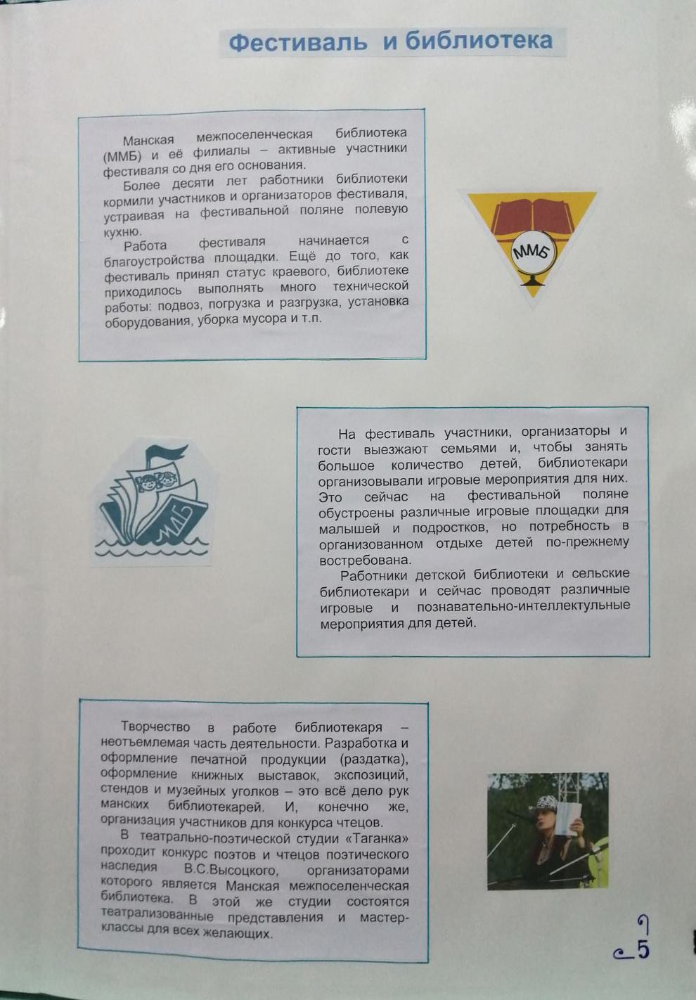 Фестиваль и библиотека
Манская межпоселенческая библиотека
(ММБ) и её филиалы – активные участники
фестиваля со дня его основания.
Более десяти лет работники библиотеки
кормили участников и организаторов фестиваля,
устраивая на фестивальной поляне полевую
кухню.
Работа фестиваля начинается с
благоустройства площадки. Ещё до того, как
фестиваль принял статус краевого, библиотеке
приходилось выполнять много технической
работы: подвоз, погрузка и разгрузка, установка
оборудования, уборка мусора и т.п.
ММБ
На фестиваль участники, организаторы и
гости выезжают семьями и, чтобы занять
большое количество детей, библиотекари
организовывали игровые мероприятия для них.
Это сейчас на фестивальной поляне
обустроены различные игровые площадки для
малышей и подростков, но потребность в
организованном отдыхе детей по-прежнему
востребована.
Работники детской библиотеки и сельские
библиотекари и сейчас проводят различные
игровые и познавательно-интеллектульные
мероприятия для детей.
МДБ
Творчество в работе библиотекаря –
неотъемлемая часть деятельности. Разработка и
оформление печатной продукции (раздатка),
оформление книжных выставок, экспозиций,
стендов и музейных уголков – это всё дело рук
манских библиотекарей. И, конечно же,
организация участников для конкурса чтецов.
В театрально-поэтической студии «Таганка»
проходит конкурс поэтов и чтецов поэтического
наследия В.С.Высоцкого, организаторами
которого является Манская межпоселенческая
библиотека. В этой же студии состоятся
театрализованные представления и мастер-
классы для всех желающих.
5